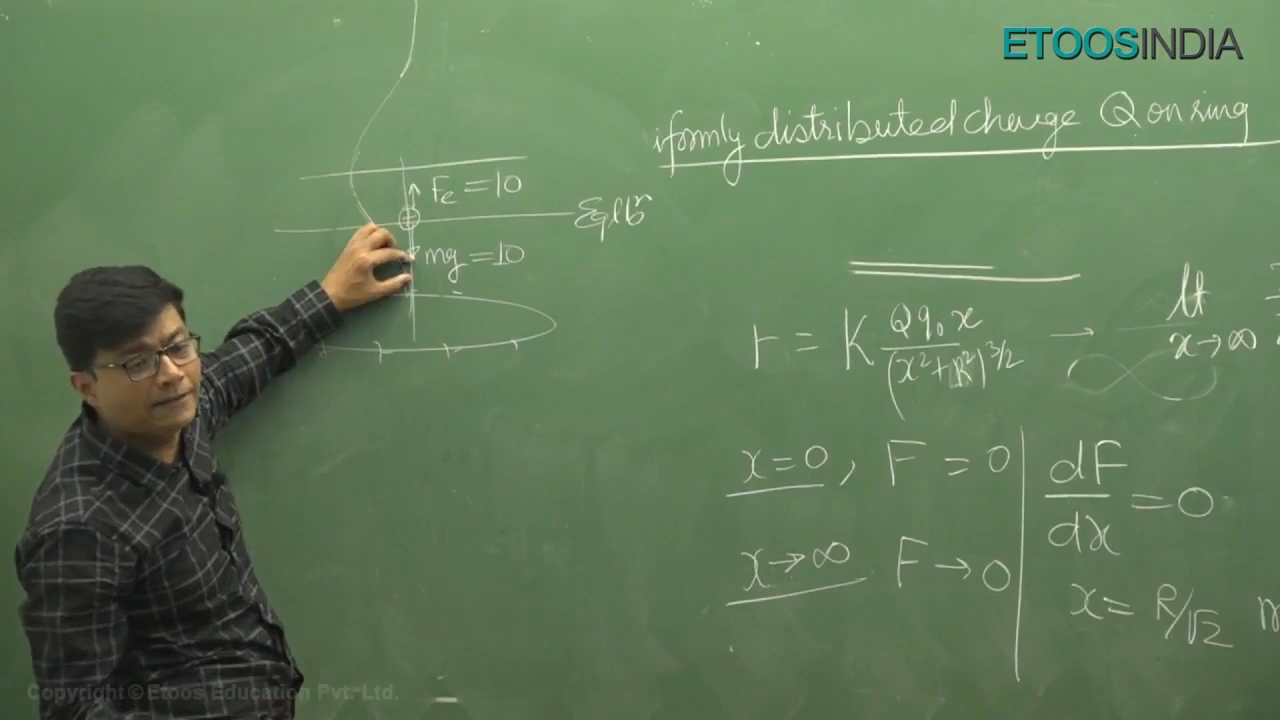 ETOOSINDIA
iformly distributed charge Q on ring
Fe = 10
Eqlbʳ
mg = 10
F = K Qq₀x / (x² + R²)^3/2 → lt x→∞
x = 0, F = 0
dF/dx = 0
x → ∞ F → 0
x = R/√2
Copyright © Etoos Education Pvt. Ltd.